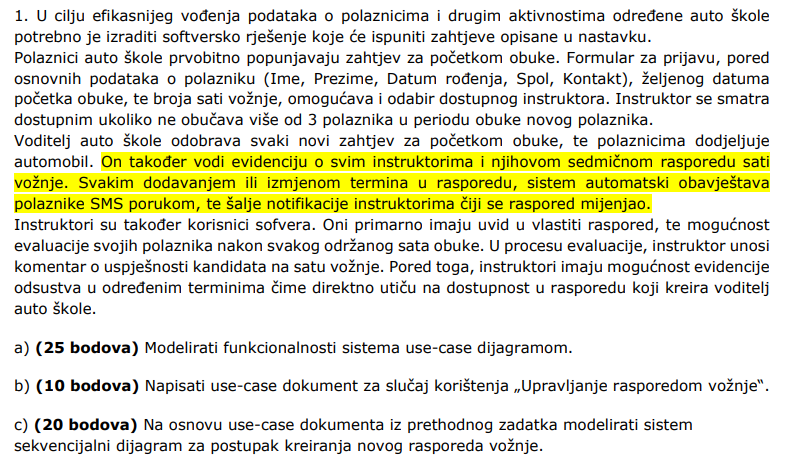 1. U cilju efikasnijeg vođenja podataka o polaznicima i drugim aktivnostima određene auto škole
potrebno je izraditi softversko rješenje koje će ispuniti zahtjeve opisane u nastavku.
Polaznici auto škole prvobitno popunjavaju zahtjev za početkom obuke. Formular za prijavu, pored
osnovnih podataka o polazniku (Ime, Prezime, Datum rođenja, Spol, Kontakt), željenog datuma
početka obuke, te broja sati vožnje, omogućava i odabir dostupnog instruktora. Instruktor se smatra
dostupnim ukoliko ne obučava više od 3 polaznika u periodu obuke novog polaznika.
Voditelj auto škole odobrava svaki novi zahtjev za početkom obuke, te polaznicima dodjeljuje
automobil. On također vodi evidenciju o svim instruktorima i njihovom sedmičnom rasporedu sati
vožnje. Svakim dodavanjem ili izmjenom termina u rasporedu, sistem automatski obavještava
polaznike SMS porukom, te šalje notifikacije instruktorima čiji se raspored mijenjao.
Instruktori su također korisnici sofvera. Oni primarno imaju uvid u vlastiti raspored, te mogućnost
evaluacije svojih polaznika nakon svakog održanog sata obuke. U procesu evaluacije, instruktor unosi
komentar o uspješnosti kandidata na satu vožnje. Pored toga, instruktori imaju mogućnost evidencije
odsustva u određenim terminima čime direktno utiču na dostupnost u rasporedu koji kreira voditelj
auto škole.
a) (25 bodova) Modelirati funkcionalnosti sistema use-case dijagramom.
b) (10 bodova) Napisati use-case dokument za slučaj korištenja „Upravljanje rasporedom vožnje“.
c) (20 bodova) Na osnovu use-case dokumenta iz prethodnog zadatka modelirati sistem
sekvencijalni dijagram za postupak kreiranja novog rasporeda vožnje.